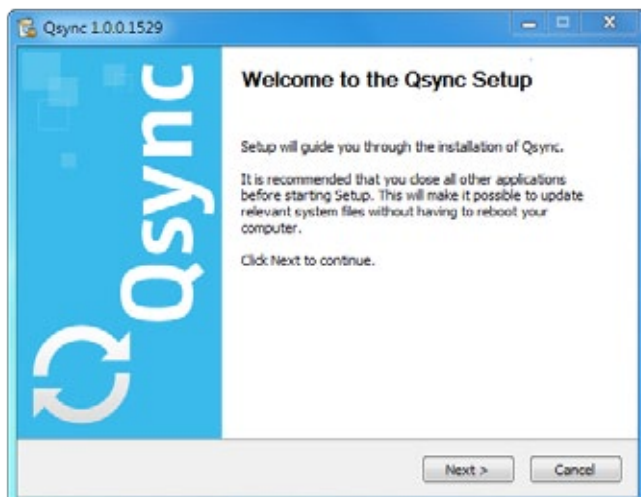 Qsync 1.0.0.1529
Qsync
Welcome to the Qsync Setup
Setup will guide you through the installation of Qsync.
It is recommended that you close all other applications
before starting Setup. This will make it possible to update
relevant system files without having to reboot your
computer.
Click Next to continue.
Next >
Cancel